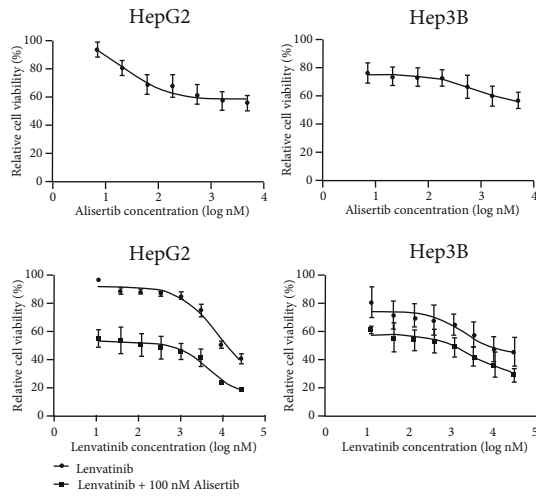 HepG2
Relative cell viability (%)
100
80
60
40
20
0
0 1 2 3 4
Alisertib concentration (log nM)
Hep3B
Relative cell viability (%)
100
80
60
40
20
0
0 1 2 3 4
Alisertib concentration (log nM)
HepG2
Relative cell viability (%)
100
80
60
40
20
0
0 1 2 3 4 5
Lenvatinib concentration (log nM)
Hep3B
Relative cell viability (%)
100
80
60
40
20
0
0 1 2 3 4 5
Lenvatinib concentration (log nM)
Lenvatinib
Lenvatinib + 100 nM Alisertib